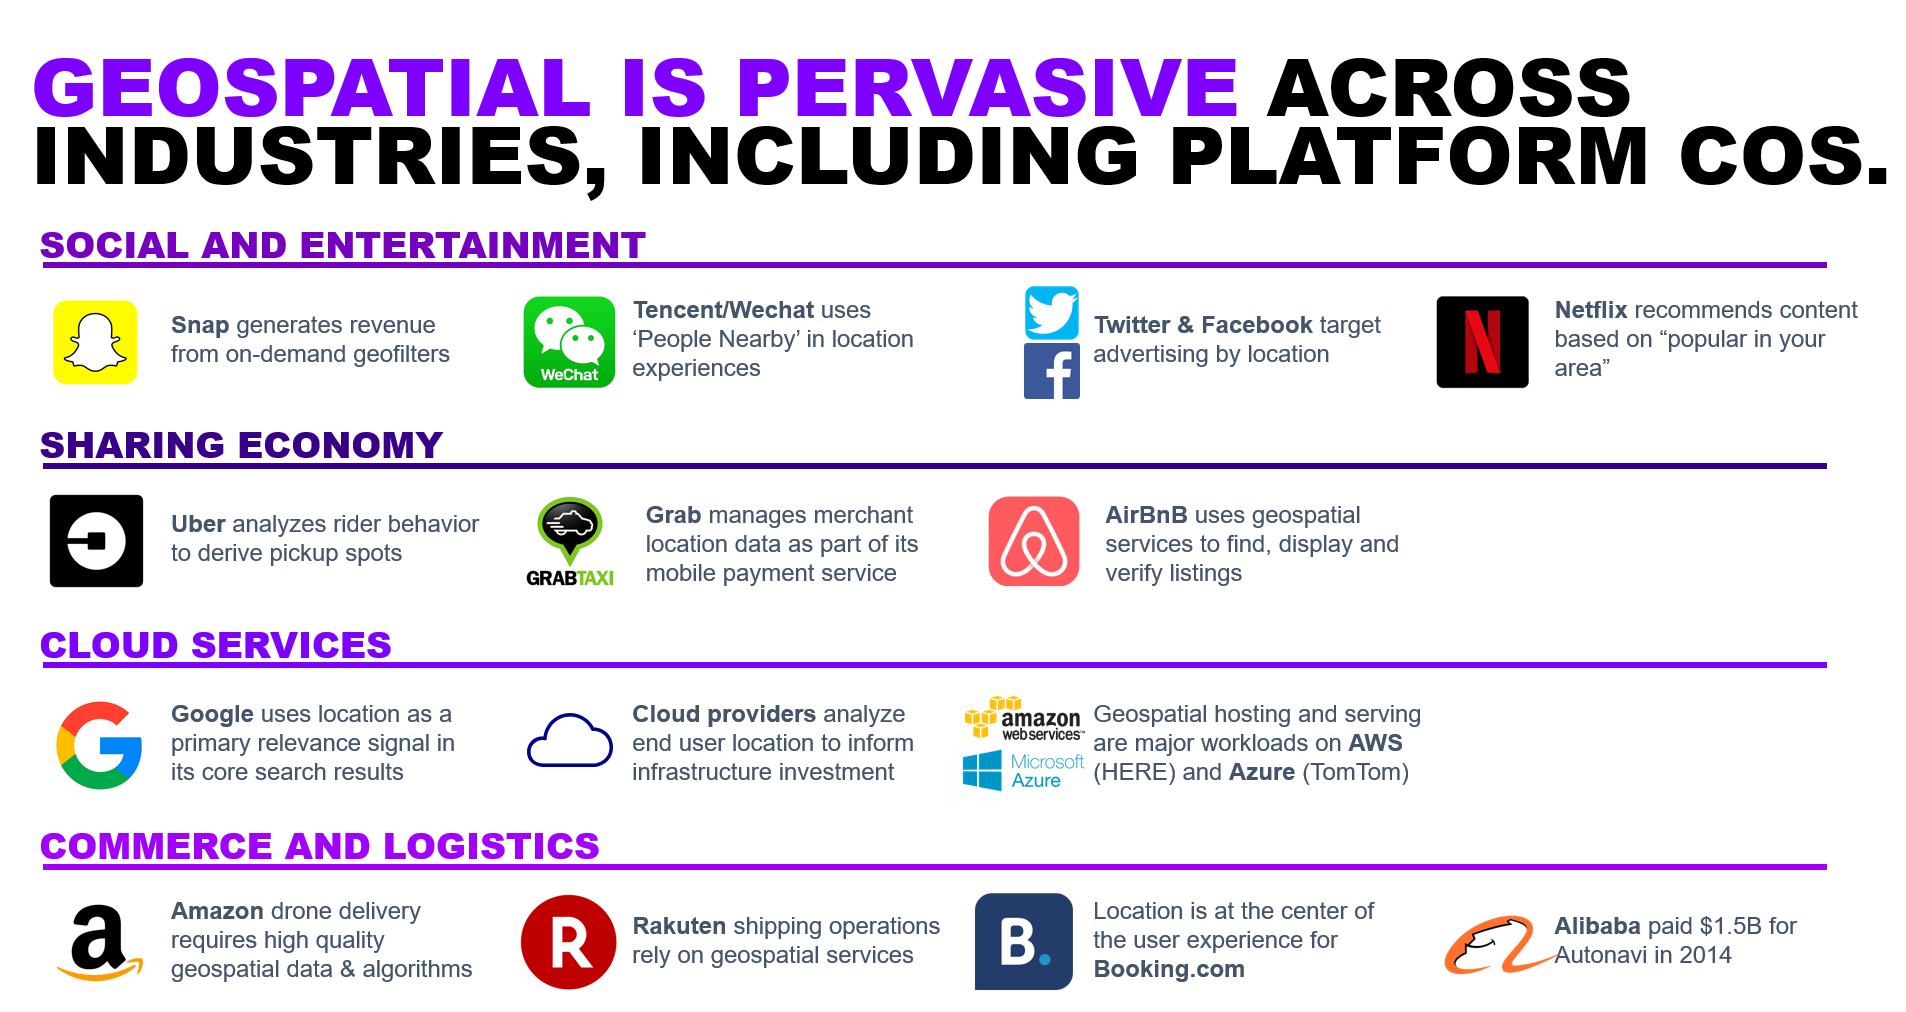 GEOSPATIAL IS PERVASIVE ACROSS
INDUSTRIES, INCLUDING PLATFORM COS.
SOCIAL AND ENTERTAINMENT
Snap generates revenue
from on-demand geofilters
WeChat
Tencent/Wechat uses
‘People Nearby’ in location
experiences
Twitter & Facebook target
advertising by location
Netflix recommends content
based on “popular in your
area”
SHARING ECONOMY
Uber analyzes rider behavior
to derive pickup spots
GRABTAXI
Grab manages merchant
location data as part of its
mobile payment service
AirBnB uses geospatial
services to find, display and
verify listings
CLOUD SERVICES
Google uses location as a
primary relevance signal in
its core search results
Cloud providers analyze
end user location to inform
infrastructure investment
amazon
webservices™
Microsoft
Azure
Geospatial hosting and serving
are major workloads on AWS
(HERE) and Azure (TomTom)
COMMERCE AND LOGISTICS
a
Amazon drone delivery
requires high quality
geospatial data & algorithms
R
Rakuten shipping operations
rely on geospatial services
B.
Location is at the center of
the user experience for
Booking.com
Alibaba paid $1.5B for
Autonavi in 2014